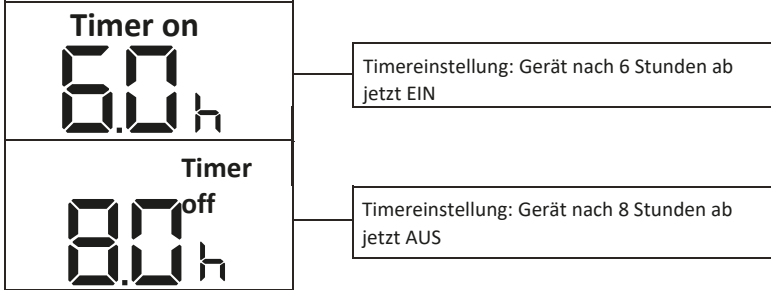 Timer on
6.0 h
Timereinstellung: Gerät nach 6 Stunden ab
jetzt EIN
Timer
off
8.0 h
Timereinstellung: Gerät nach 8 Stunden ab
jetzt AUS